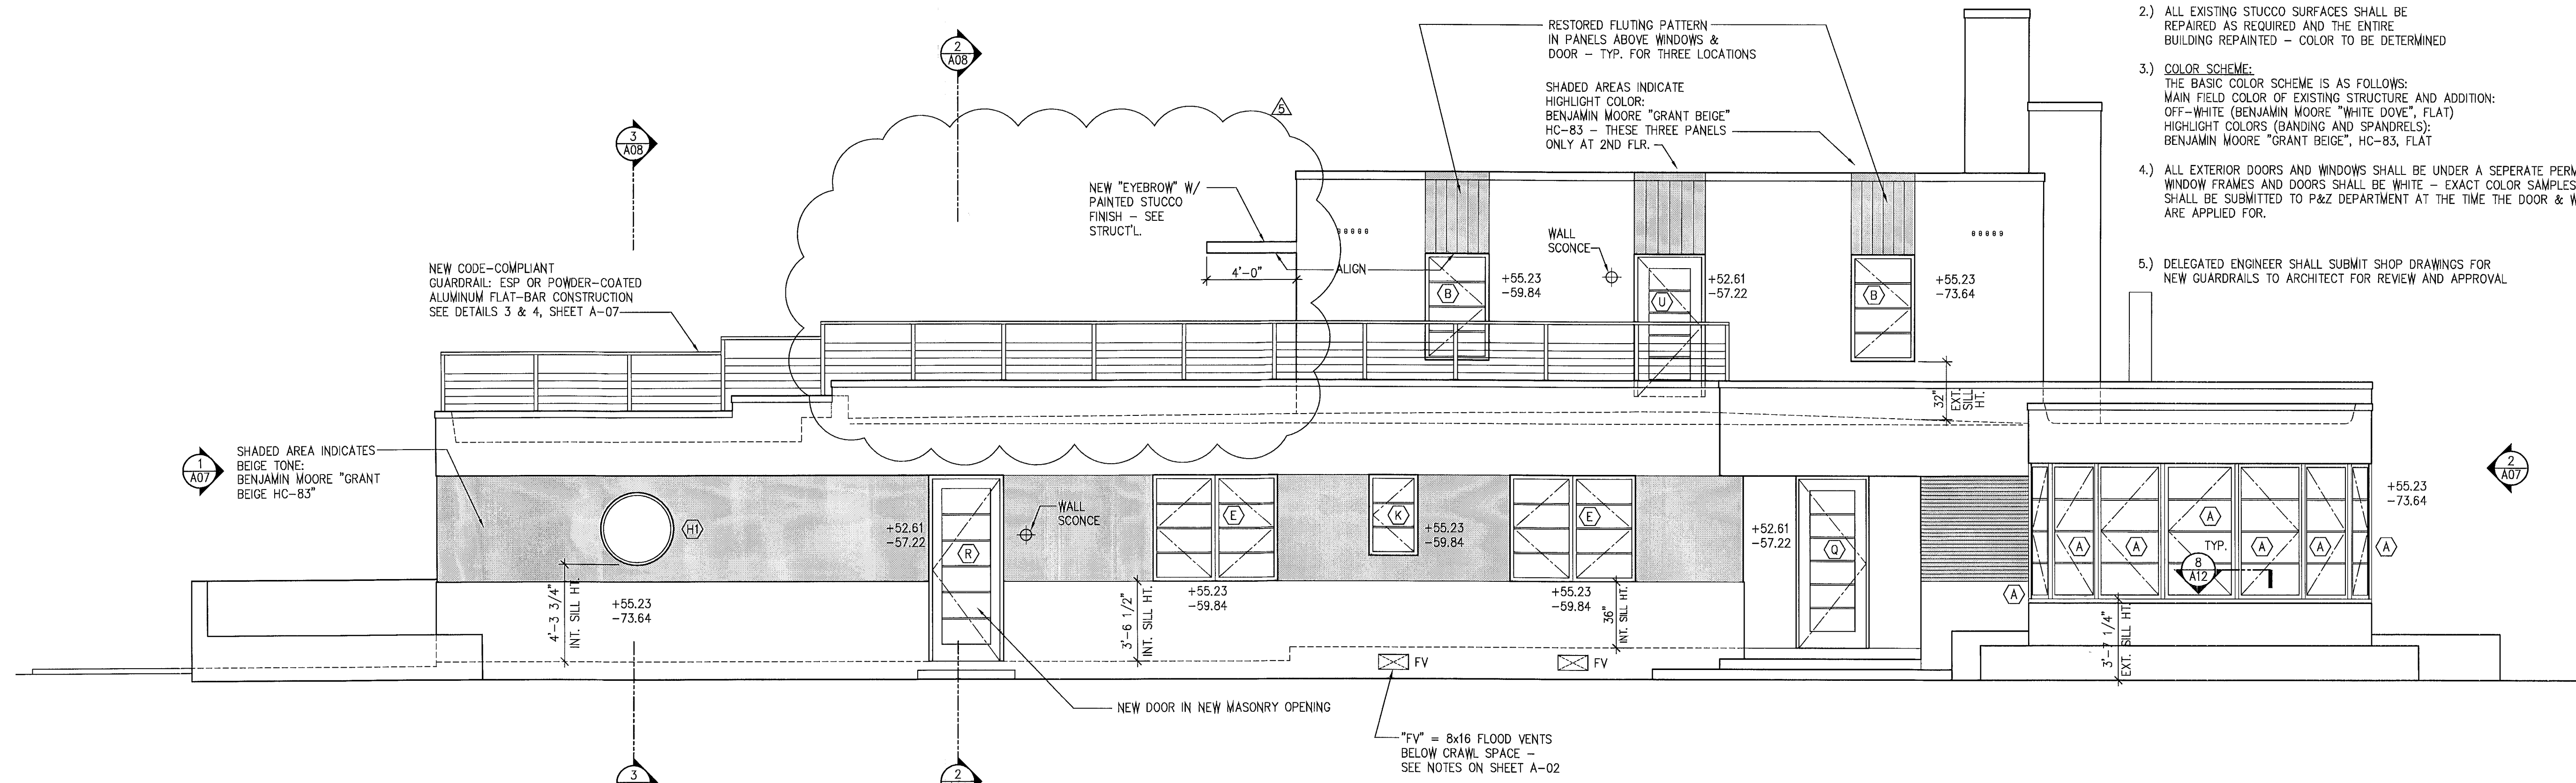 2.) ALL EXISTING STUCCO SURFACES SHALL BE
REPAIRED AS REQUIRED AND THE ENTIRE
BUILDING REPAINTED – COLOR TO BE DETERMINED
3.) COLOR SCHEME:
THE BASIC COLOR SCHEME IS AS FOLLOWS:
MAIN FIELD COLOR OF EXISTING STRUCTURE AND ADDITION:
OFF-WHITE (BENJAMIN MOORE "WHITE DOVE", FLAT)
HIGHLIGHT COLORS (BANDING AND SPANDRELS):
BENJAMIN MOORE "GRANT BEIGE", HC-83, FLAT
4.) ALL EXTERIOR DOORS AND WINDOWS SHALL BE UNDER A SEPERATE
WINDOW FRAMES AND DOORS SHALL BE WHITE – EXACT COLOR SAMPLES
SHALL BE SUBMITTED TO P&Z DEPARTMENT AT THE TIME THE DOOR &
ARE APPLIED FOR.
5.) DELEGATED ENGINEER SHALL SUBMIT SHOP DRAWINGS FOR
NEW GUARDRAILS TO ARCHITECT FOR REVIEW AND APPROVAL
RESTORED FLUTING PATTERN
IN PANELS ABOVE WINDOWS &
DOOR – TYP. FOR THREE LOCATIONS
SHADED AREAS INDICATE
HIGHLIGHT COLOR:
BENJAMIN MOORE "GRANT BEIGE"
HC-83 – THESE THREE PANELS
ONLY AT 2ND FLR.
2
A08
3
A08
5
NEW "EYEBROW" W/
PAINTED STUCCO
FINISH – SEE
STRUCT'L.
4'-0"
ALIGN
WALL
SCONCE
B
+55.23
-59.84
U
+52.61
-57.22
B
+55.23
-73.64
NEW CODE-COMPLIANT
GUARDRAIL: ESP OR POWDER-COATED
ALUMINUM FLAT-BAR CONSTRUCTION
SEE DETAILS 3 & 4, SHEET A-07
32"
EXT.
SILL
HT.
1
A07
SHADED AREA INDICATES
BEIGE TONE:
BENJAMIN MOORE "GRANT
BEIGE HC-83"
H1
+52.61
-57.22
R
WALL
SCONCE
E
K
+55.23
-59.84
E
+52.61
-57.22
Q
A
A
A
TYP.
A
A
A
A
8
A12
+55.23
-73.64
2
A07
4'-3 3/4"
INT. SILL HT.
+55.23
-73.64
3'-6 1/2"
INT. SILL HT.
+55.23
-59.84
+55.23
-59.84
36"
INT. SILL HT.
3'-7 1/4"
EXT. SILL HT.
FV
FV
NEW DOOR IN NEW MASONRY OPENING
"FV" = 8x16 FLOOD VENTS
BELOW CRAWL SPACE –
SEE NOTES ON SHEET A-02
3
2